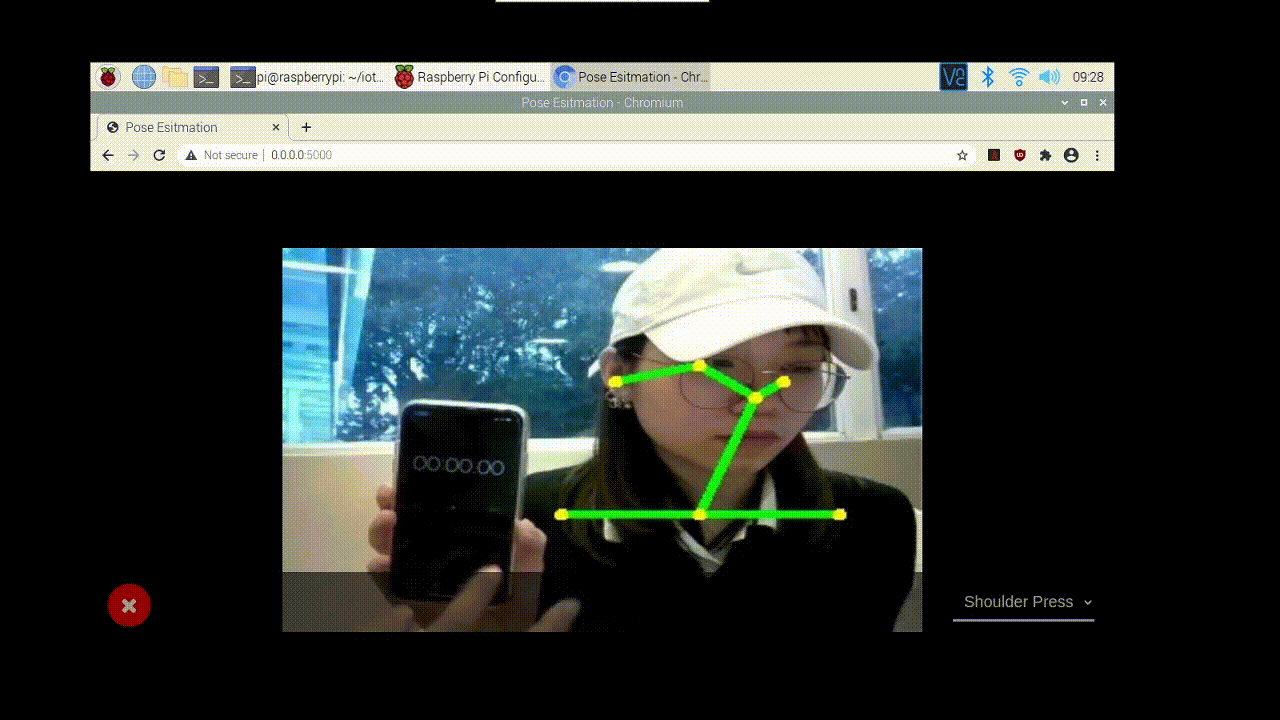 pi@raspberrypi: ~/iot...
Raspberry Pi Configu...
Pose Esitmation - Chr...
09:28
Pose Esitmation - Chromium
Pose Esitmation
Not secure
0.0.0.0:5000
00:00.00
Shoulder Press